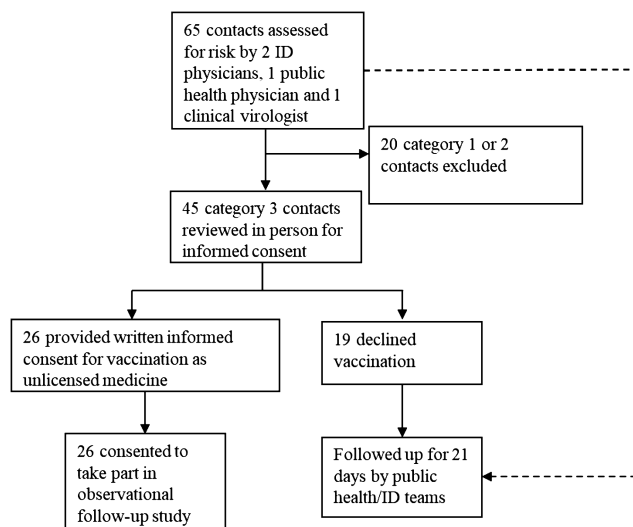 65 contacts assessed
for risk by 2 ID
physicians, 1 public
health physician and 1
clinical virologist
20 category 1 or 2
contacts excluded
45 category 3 contacts
reviewed in person for
informed consent
26 provided written informed
consent for vaccination as
unlicensed medicine
19 declined
vaccination
26 consented to
take part in
observational
follow-up study
Followed up for 21
days by public
health/ID teams